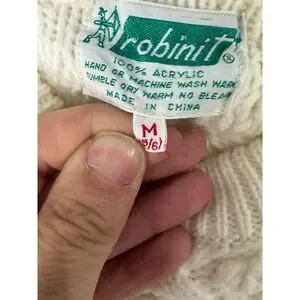 robiniT®
100% ACRYLIC
HAND OR MACHINE WASH WARM
TUMBLE DRY WARM NO BLEACH
MADE IN CHINA
M